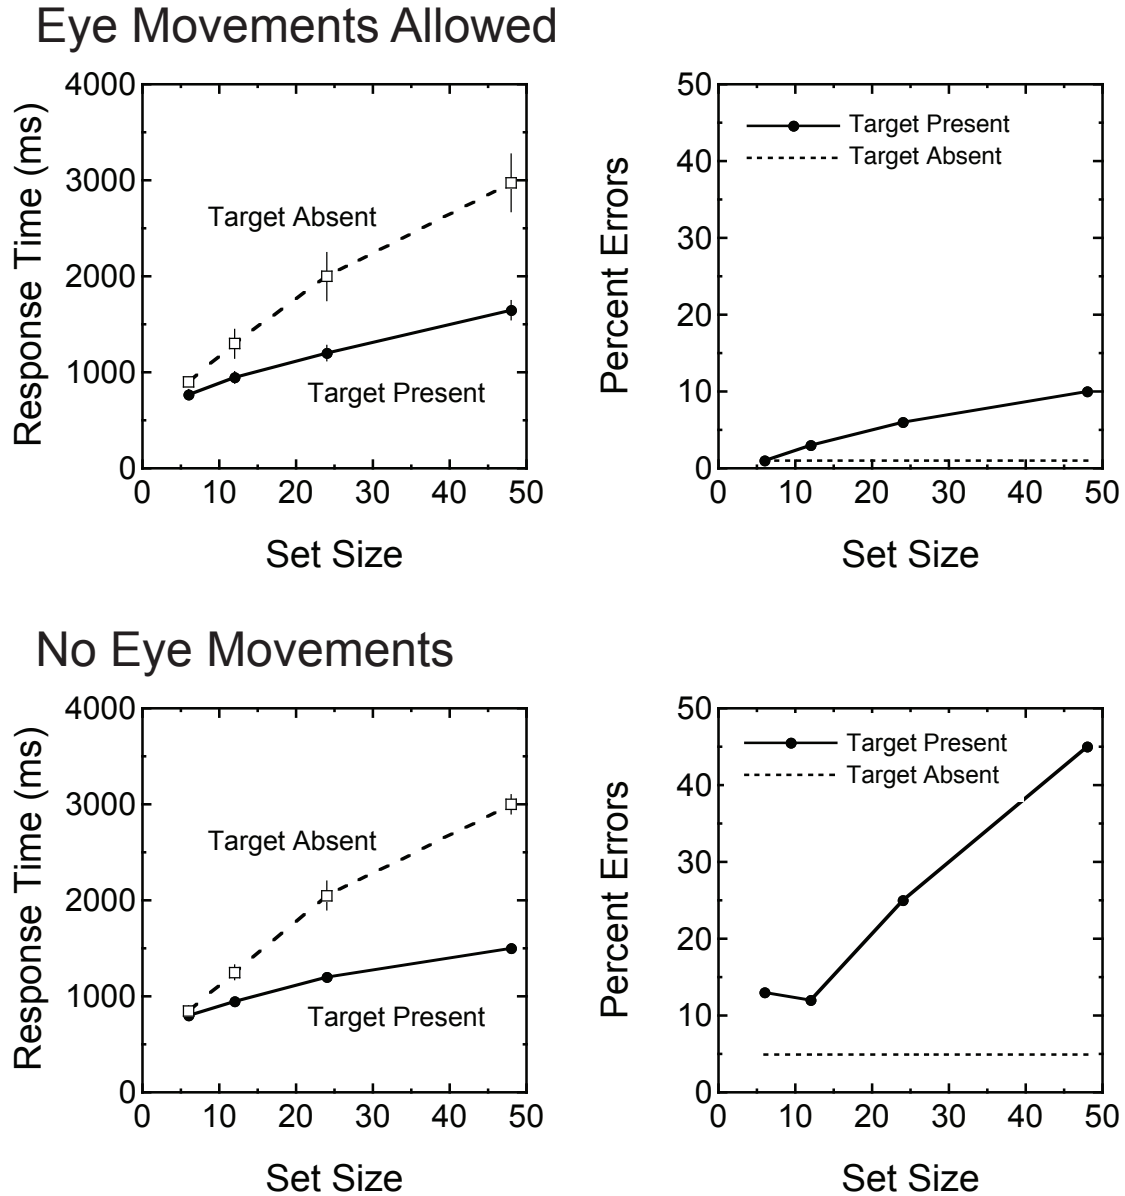 Eye Movements Allowed
4000
3000
2000
1000
0
0 10 20 30 40 50
Response Time (ms)
Set Size
Target Absent
Target Present
50
40
30
20
10
0
0 10 20 30 40 50
Percent Errors
Set Size
Target Present
Target Absent
No Eye Movements
4000
3000
2000
1000
0
0 10 20 30 40 50
Response Time (ms)
Set Size
Target Absent
Target Present
50
40
30
20
10
0
0 10 20 30 40 50
Percent Errors
Set Size
Target Present
Target Absent